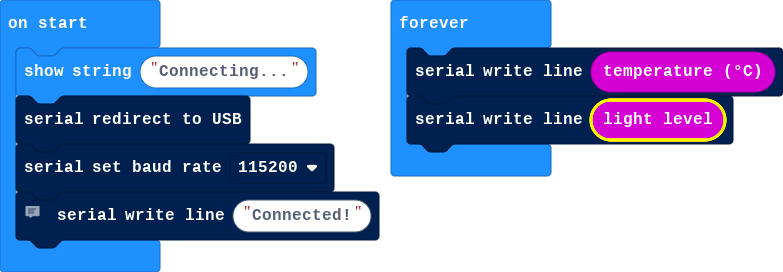 on start
show string "Connecting..."
serial redirect to USB
serial set baud rate 115200
serial write line "Connected!"
forever
serial write line temperature (°C)
serial write line light level